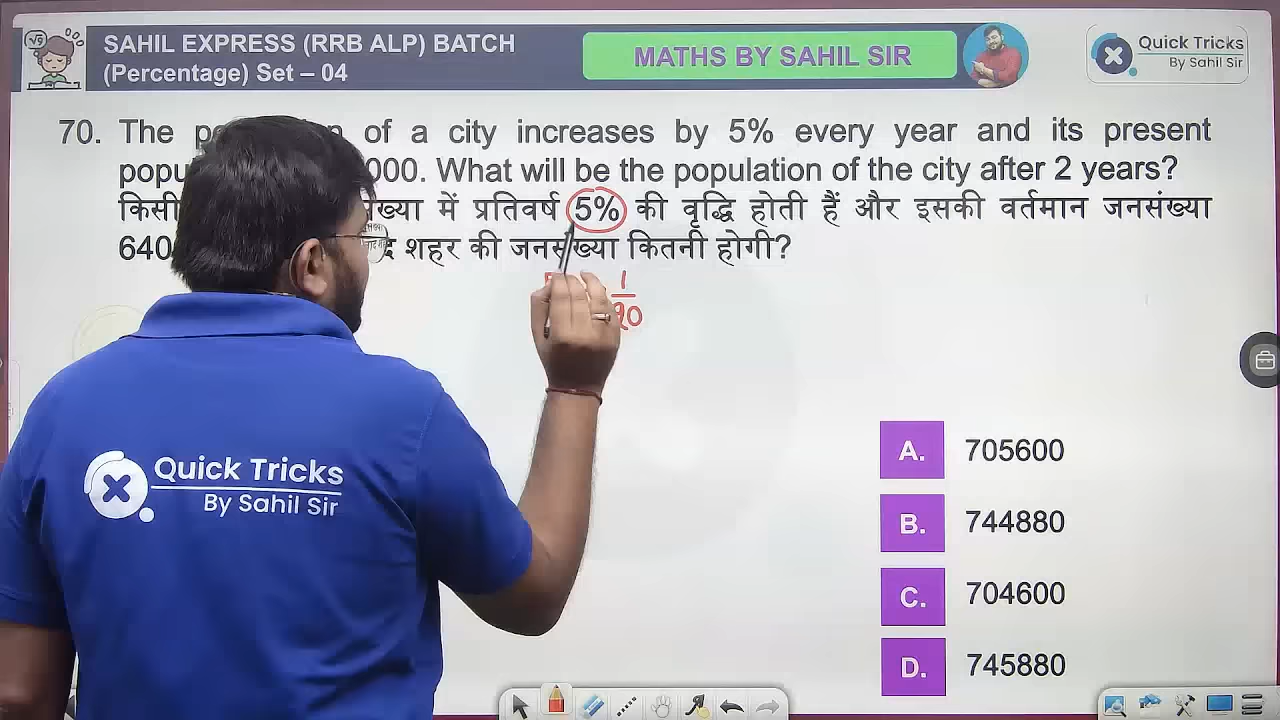 SAHIL EXPRESS (RRB ALP) BATCH
(Percentage) Set – 04
MATHS BY SAHIL SIR
Quick Tricks
By Sahil Sir
70. The of a city increases by 5% every year and its present
000. What will be the population of the city after 2 years?
किसी में प्रतिवर्ष 5% की वृद्धि होती हैं और इसकी वर्तमान जनसंख्या
640 शहर की जनसंख्या कितनी होगी?
1
20
Quick Tricks
By Sahil Sir
A. 705600
B. 744880
C. 704600
D. 745880